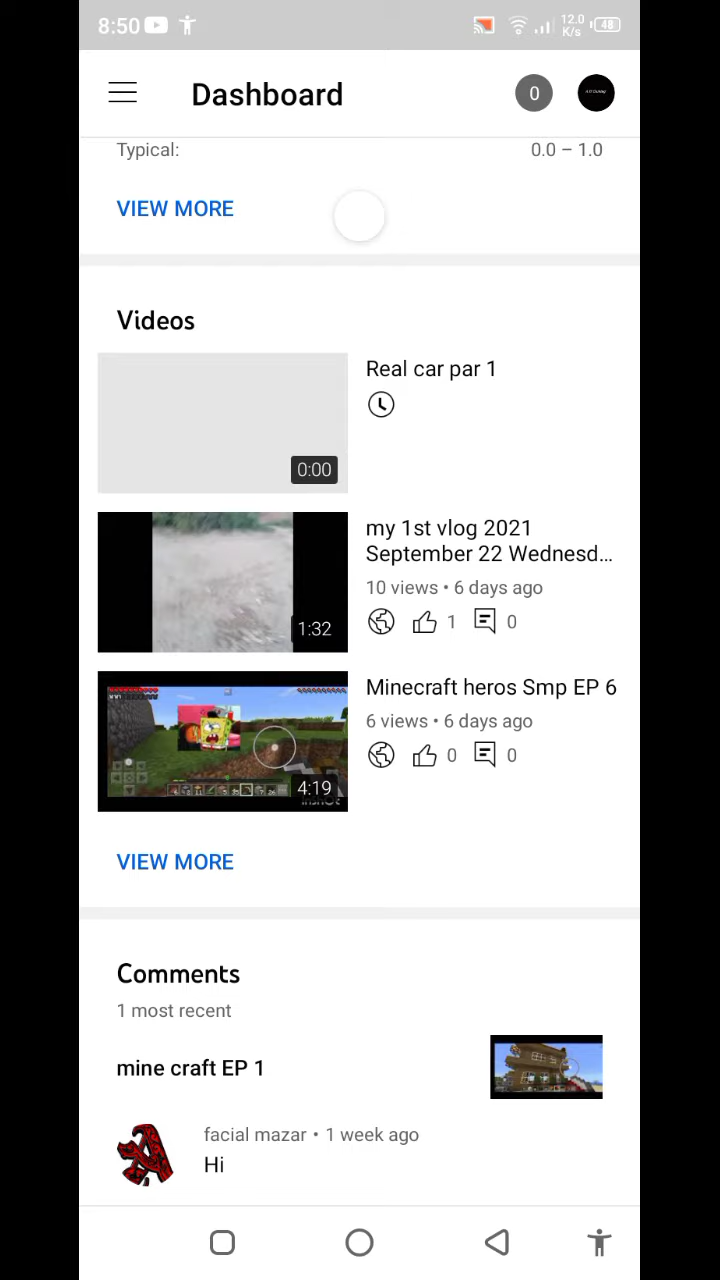 8:50
12.0
K/s
48
Dashboard
0
Typical:
0.0 – 1.0
VIEW MORE
Videos
Real car par 1
0:00
my 1st vlog 2021
September 22 Wednesd...
10 views • 6 days ago
1
0
1:32
Minecraft heros Smp EP 6
6 views • 6 days ago
0
0
4:19
VIEW MORE
Comments
1 most recent
mine craft EP 1
facial mazar • 1 week ago
Hi